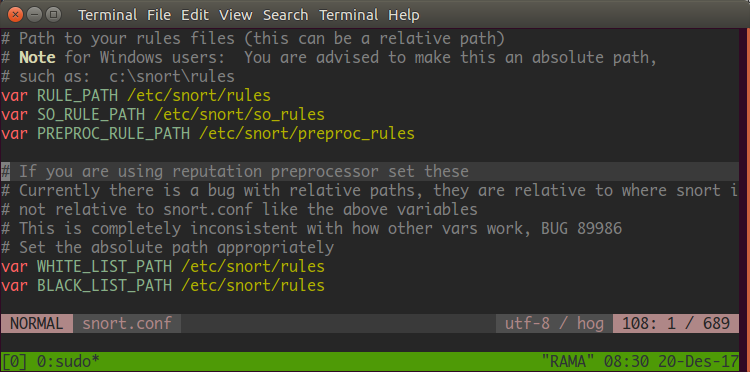 Terminal File Edit View Search Terminal Help
# Path to your rules files (this can be a relative path)
# Note for Windows users:  You are advised to make this an absolute path,
# such as:  c:\snort\rules
var RULE_PATH /etc/snort/rules
var SO_RULE_PATH /etc/snort/so_rules
var PREPROC_RULE_PATH /etc/snort/preproc_rules
# If you are using reputation preprocessor set these
# Currently there is a bug with relative paths, they are relative to where snort i
# not relative to snort.conf like the above variables
# This is completely inconsistent with how other vars work, BUG 89986
# Set the absolute path appropriately
var WHITE_LIST_PATH /etc/snort/rules
var BLACK_LIST_PATH /etc/snort/rules
NORMAL snort.conf utf-8 / hog 108: 1 / 689
[0] 0:sudo* "RAMA" 08:30 20-Des-17